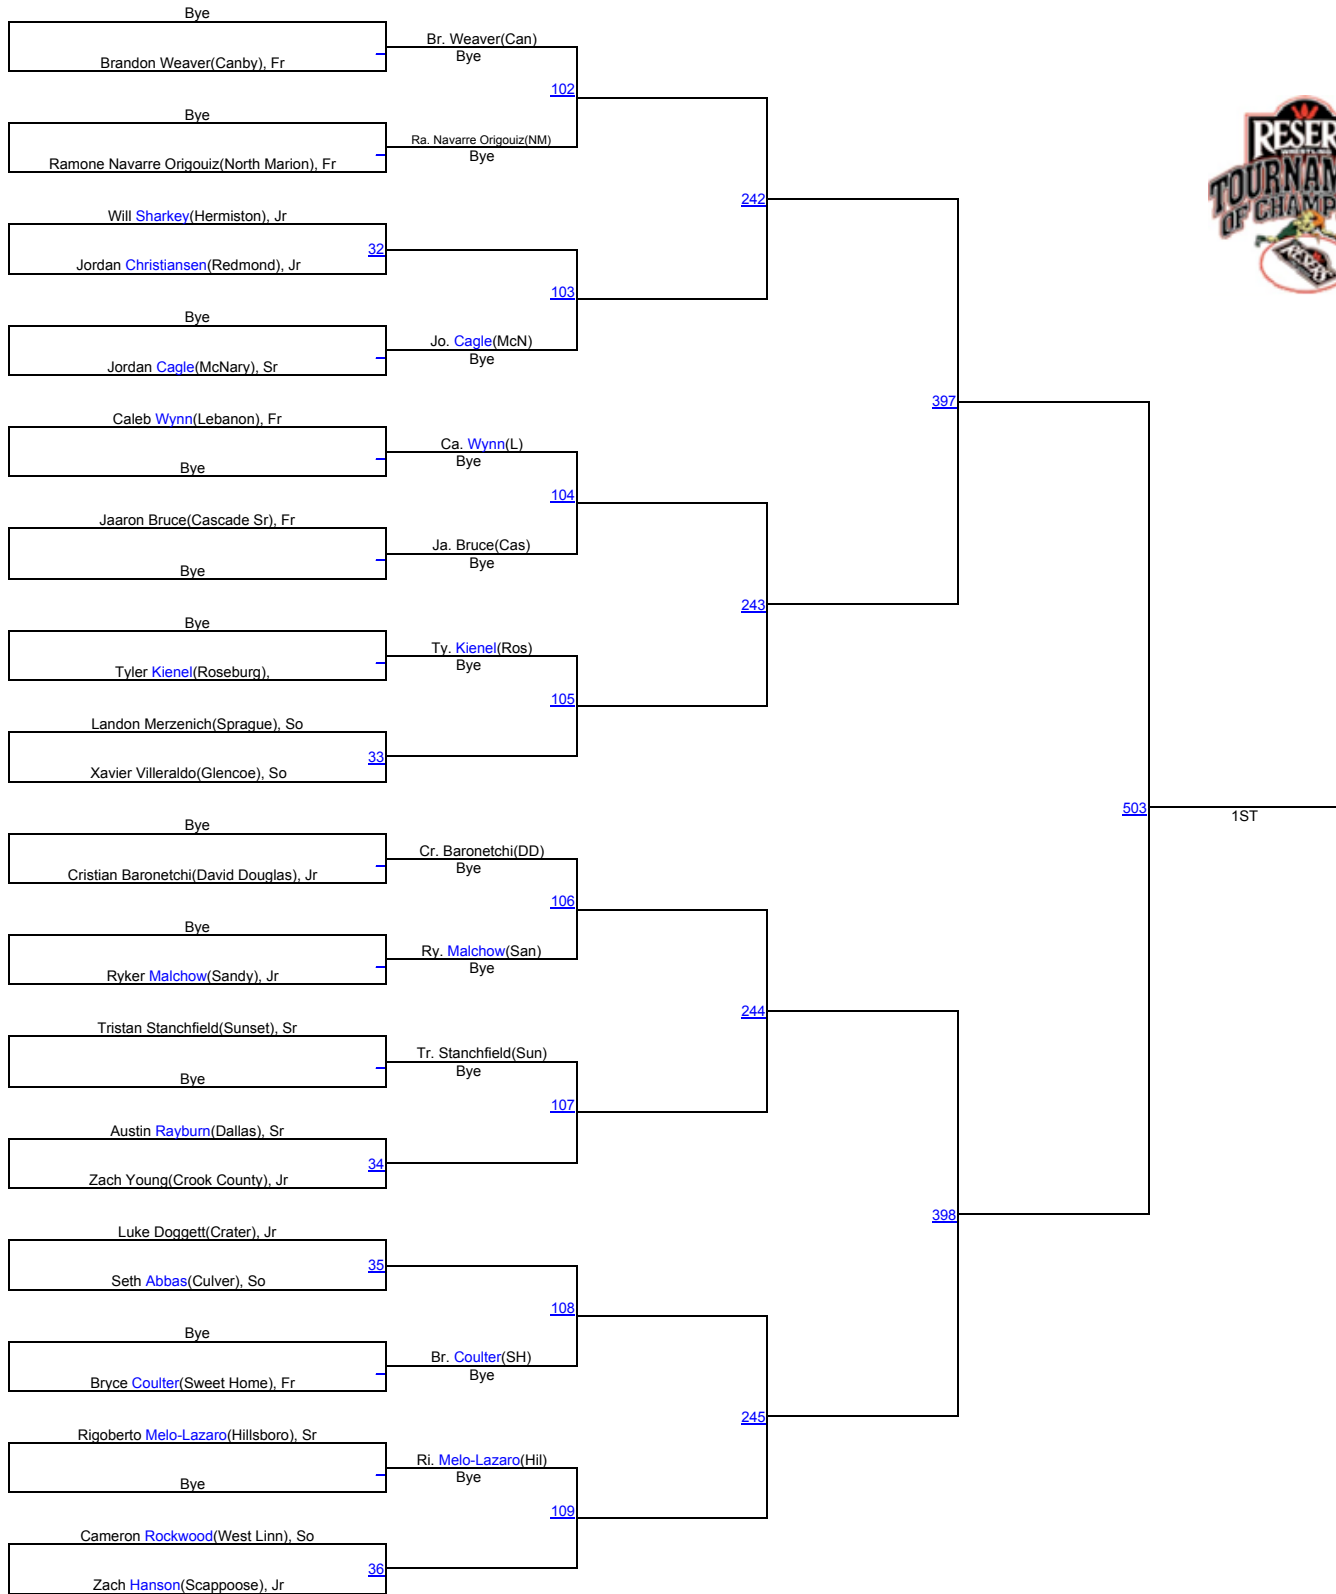 Bye
Brandon Weaver(Canby), Fr
Br. Weaver(Can)
Bye
102
Bye
Ramone Navarre Origouiz(North Marion), Fr
Ra. Navarre Origouiz(NM)
Bye
242
Will Sharkey(Hermiston), Jr
32
Jordan Christiansen(Redmond), Jr
103
Bye
Jordan Cagle(McNary), Sr
Jo. Cagle(McN)
Bye
397
Caleb Wynn(Lebanon), Fr
Bye
Ca. Wynn(L)
Bye
104
Jaaron Bruce(Cascade Sr), Fr
Bye
Ja. Bruce(Cas)
Bye
243
Bye
Tyler Kienel(Roseburg),
Ty. Kienel(Ros)
Bye
105
Landon Merzenich(Sprague), So
33
Xavier Villeraldo(Glencoe), So
503
1ST
Bye
Cristian Baronetchi(David Douglas), Jr
Cr. Baronetchi(DD)
Bye
106
Bye
Ryker Malchow(Sandy), Jr
Ry. Malchow(San)
Bye
244
Tristan Stanchfield(Sunset), Sr
Bye
Tr. Stanchfield(Sun)
Bye
107
Austin Rayburn(Dallas), Sr
34
Zach Young(Crook County), Jr
398
Luke Doggett(Crater), Jr
35
Seth Abbas(Culver), So
108
Bye
Bryce Coulter(Sweet Home), Fr
Br. Coulter(SH)
Bye
245
Rigoberto Melo-Lazaro(Hillsboro), Sr
Bye
Ri. Melo-Lazaro(Hil)
Bye
109
Cameron Rockwood(West Linn), So
36
Zach Hanson(Scappoose), Jr
RESER
WRESTLING
TOURNAM
OF CHAMP